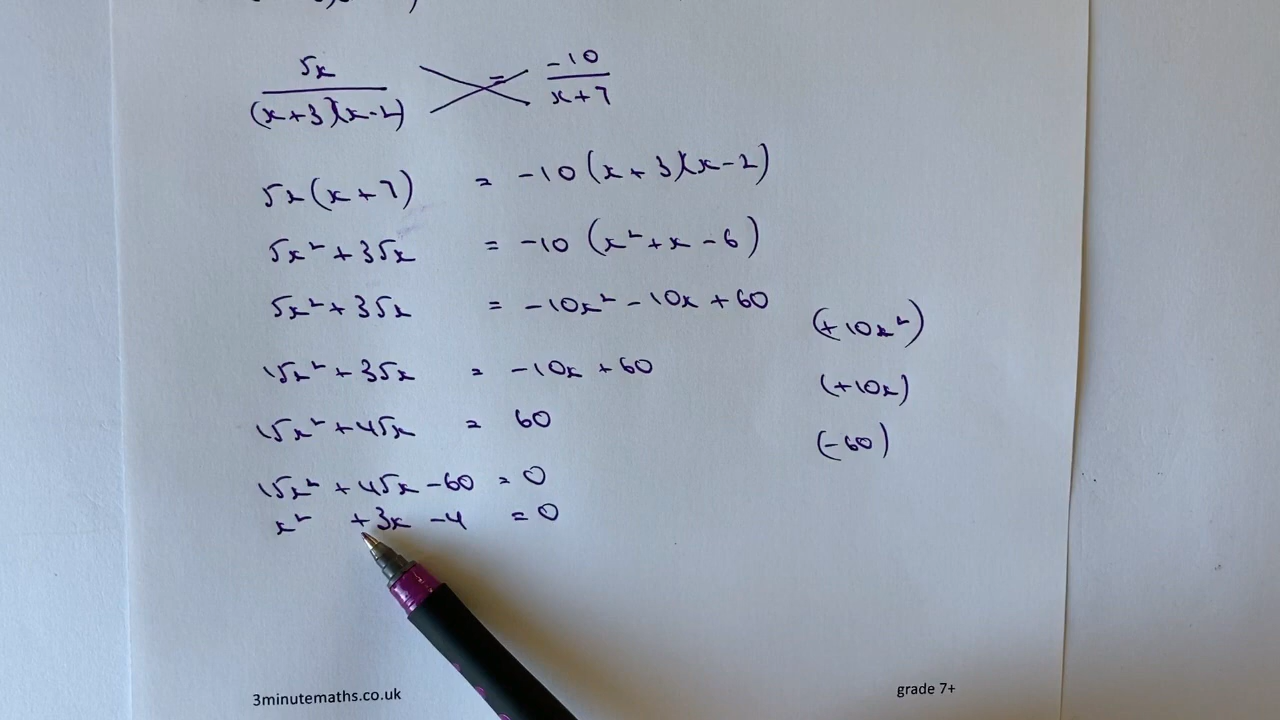 5x/(x+3)(x-2) = -10/x+7
5x(x+7) = -10(x+3)(x-2)
5x²+35x = -10(x²+x-6)
5x²+35x = -10x²-10x+60 (+10x²)
15x²+35x = -10x+60 (+10x)
15x²+45x = 60 (-60)
15x²+45x-60=0
x²+3x-4=0
3minutemaths.co.uk
grade 7+